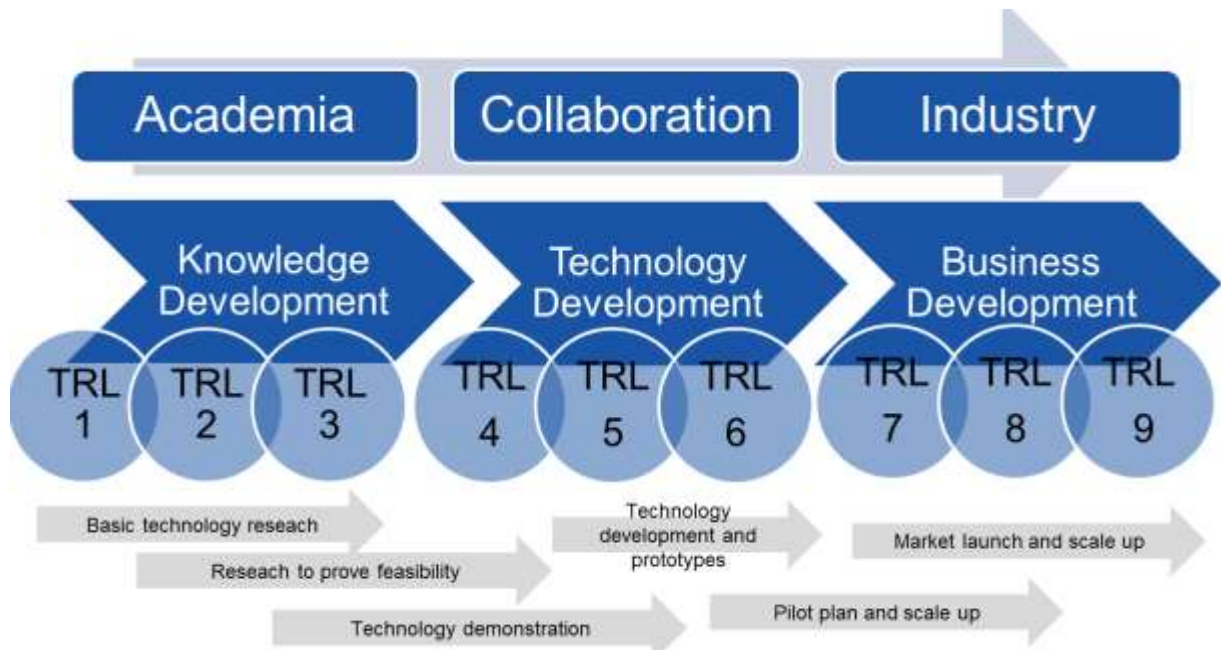 Academia
Collaboration
Industry
Knowledge
Development
Technology
Development
Business
Development
TRL
1
TRL
2
TRL
3
TRL
4
TRL
5
TRL
6
TRL
7
TRL
8
TRL
9
Basic technology reseach
Reseach to prove feasibility
Technology demonstration
Technology
development and
prototypes
Pilot plan and scale up
Market launch and scale up